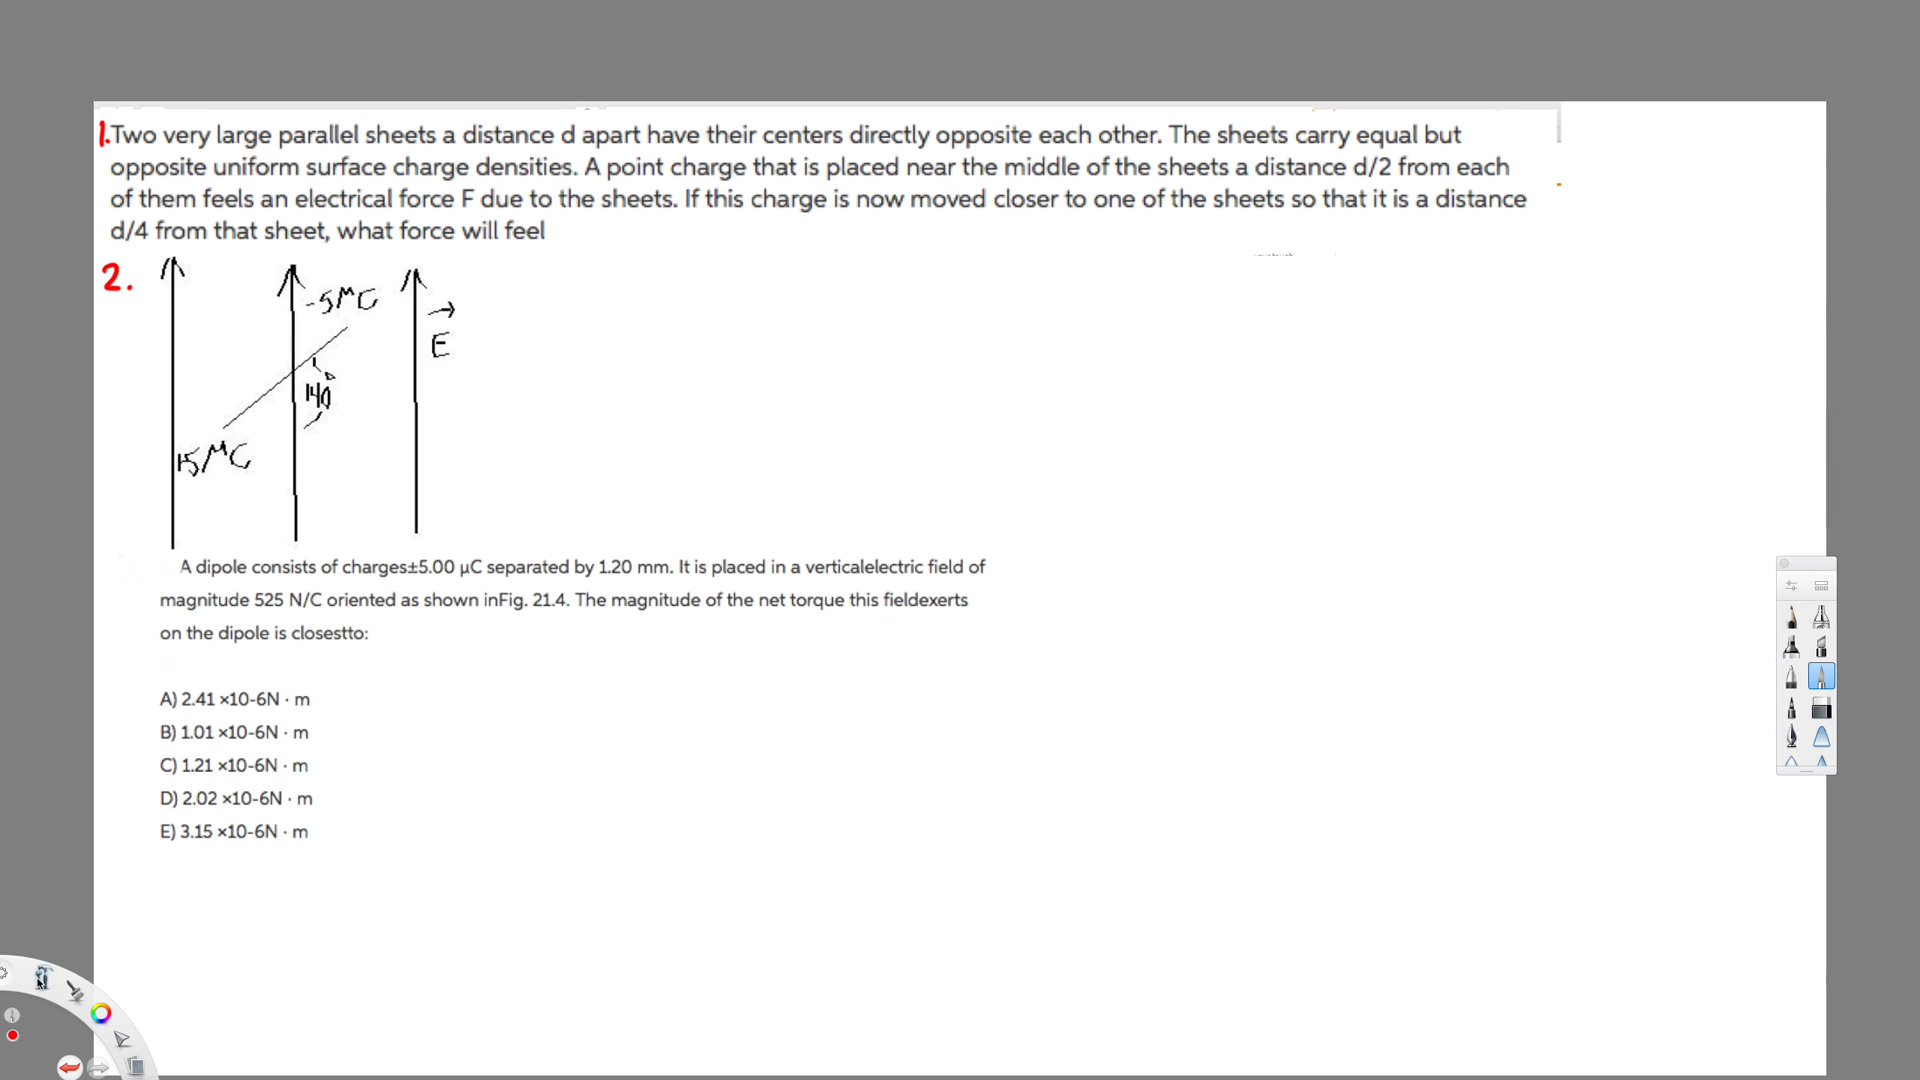 1.Two very large parallel sheets a distance d apart have their centers directly opposite each other. The sheets carry equal but
opposite uniform surface charge densities. A point charge that is placed near the middle of the sheets a distance d/2 from each
of them feels an electrical force F due to the sheets. If this charge is now moved closer to one of the sheets so that it is a distance
d/4 from that sheet, what force will feel
2.
-5MC
E
140
15MC
A dipole consists of charges±5.00 μC separated by 1.20 mm. It is placed in a verticalelectric field of
magnitude 525 N/C oriented as shown inFig. 21.4. The magnitude of the net torque this fieldexerts
on the dipole is closestto:
A) 2.41 ×10-6N · m
B) 1.01 ×10-6N · m
C) 1.21 ×10-6N · m
D) 2.02 ×10-6N · m
E) 3.15 ×10-6N · m